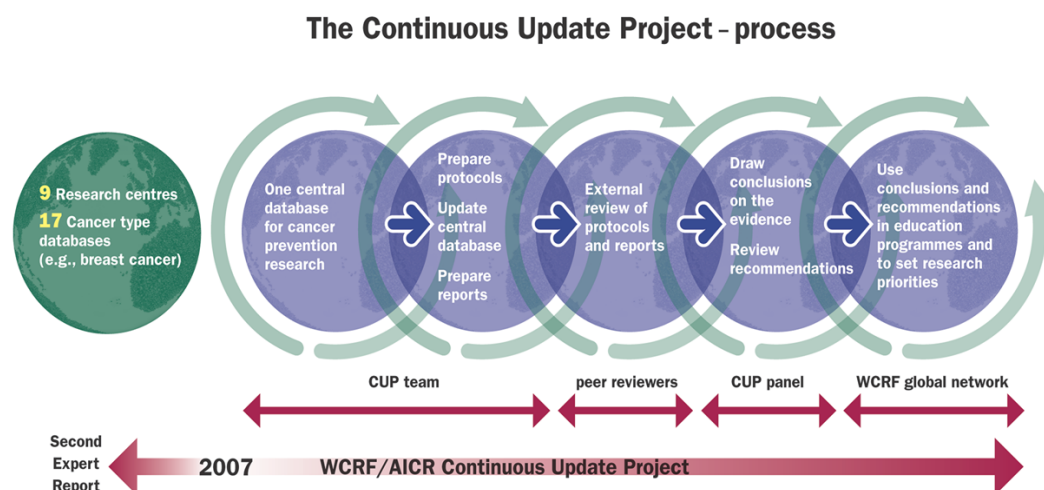 The Continuous Update Project – process
9 Research centres
17 Cancer type
databases
(e.g., breast cancer)
One central
database
for cancer
prevention
research
Prepare
protocols
Update
central
database
Prepare
reports
External
review of
protocols
and reports
Draw
conclusions
on the
evidence
Review
recommendations
Use
conclusions and
recommendations
in education
programmes and
to set research
priorities
CUP team
peer reviewers
CUP panel
WCRF global network
Second
Expert
Report
2007
WCRF/AICR Continuous Update Project